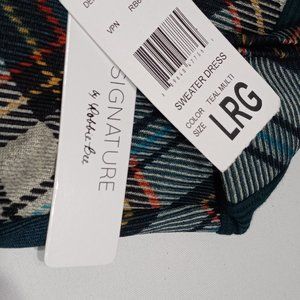 VPN
SWEATER DRESS
COLOR TEAL MULTI
SIZE
LRG
SIGNATURE
by Robbie Bee